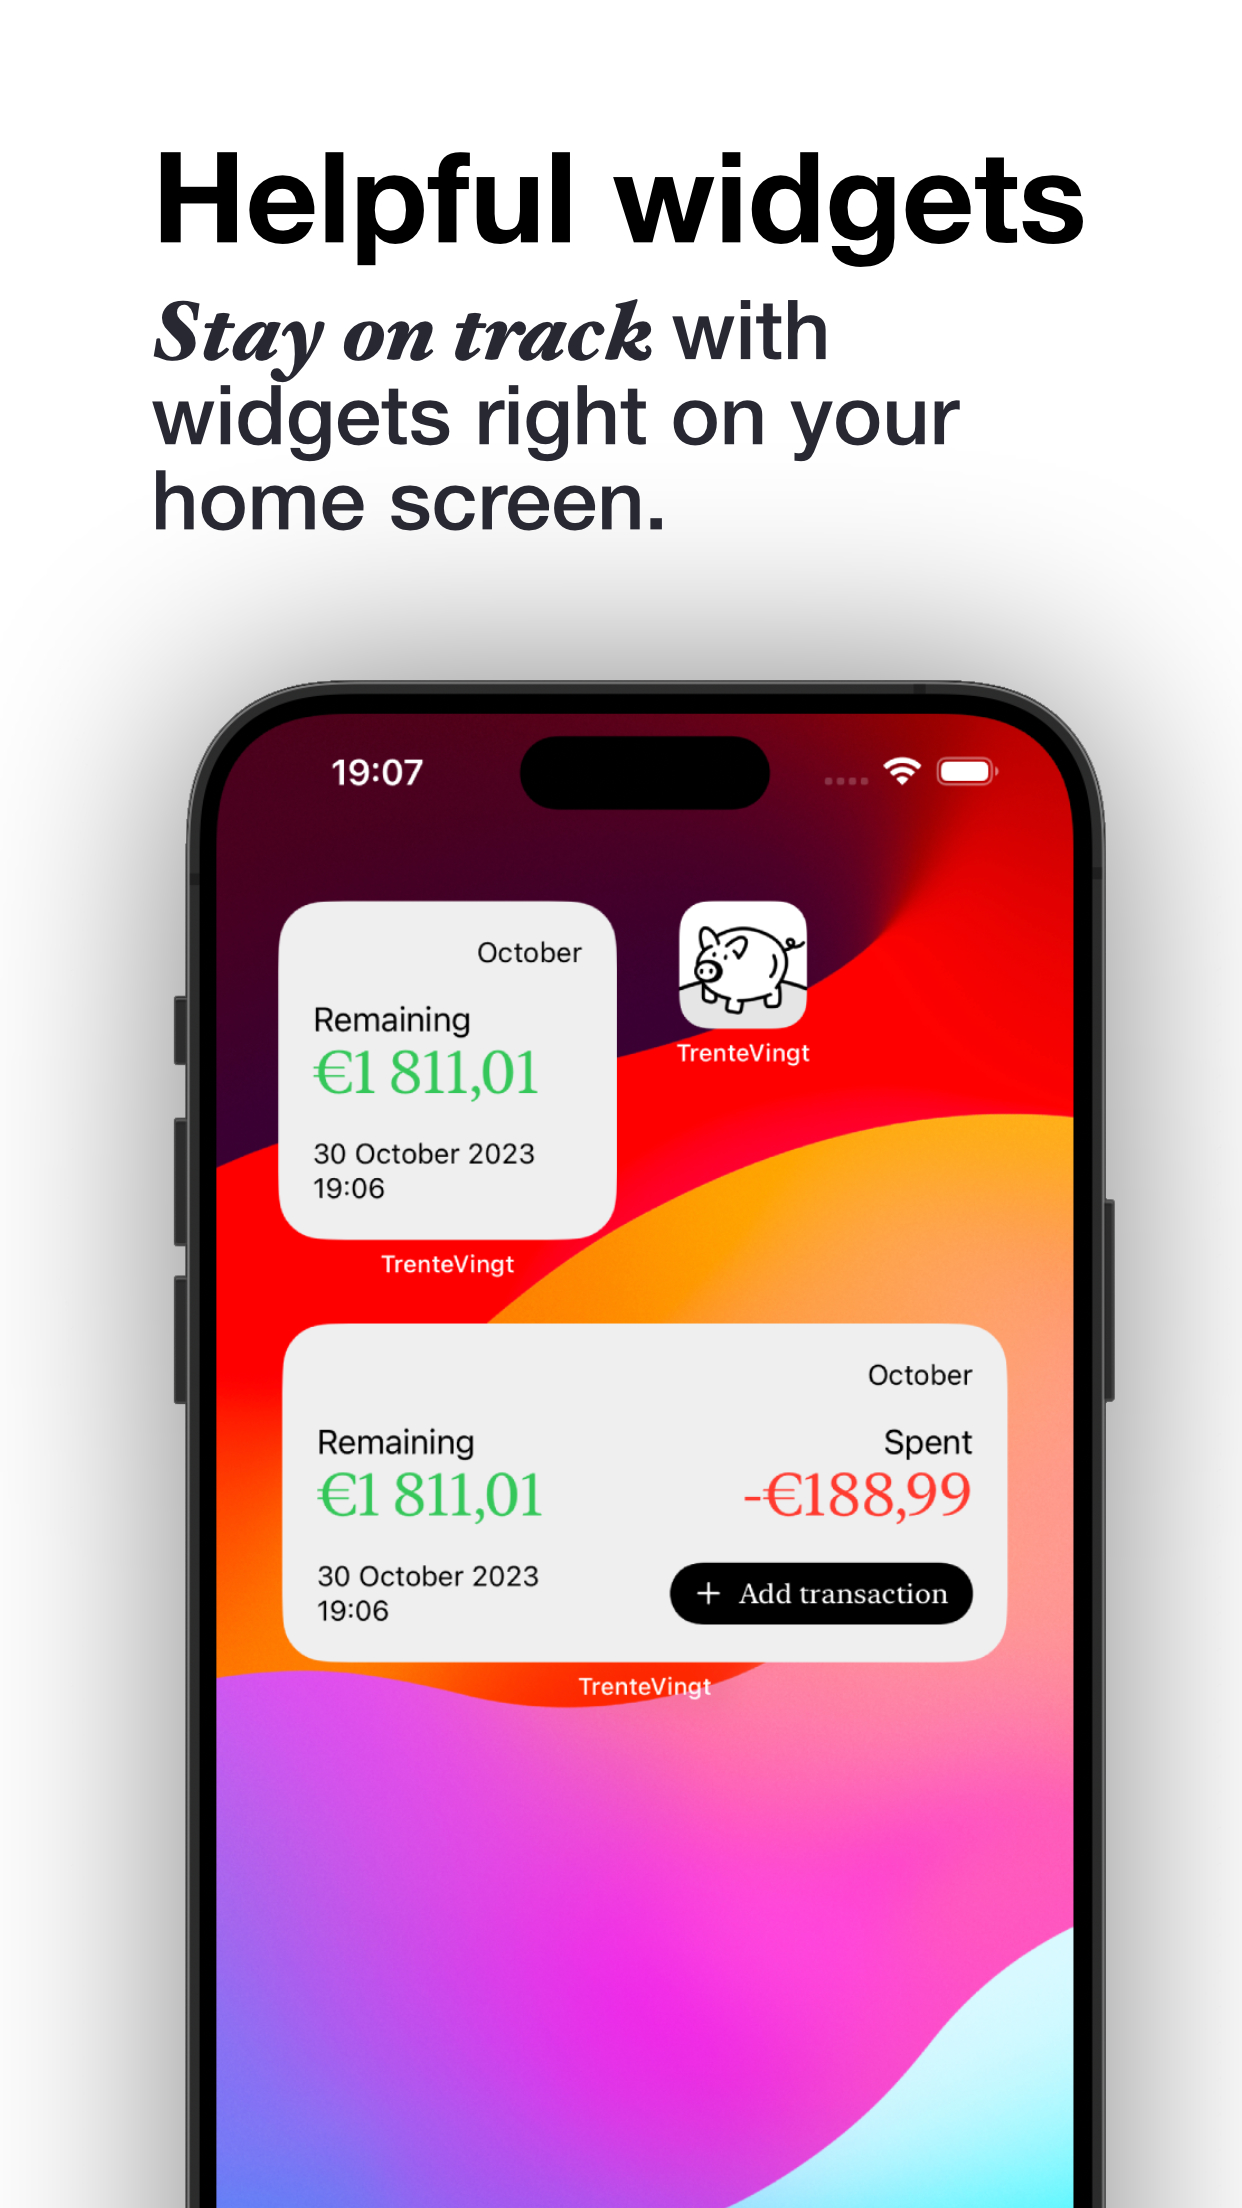 Helpful widgets
Stay on track with
widgets right on your
home screen.
19:07
October
Remaining
€1 811,01
30 October 2023
19:06
TrenteVingt
TrenteVingt
October
Remaining
Spent
€1 811,01
-€188,99
30 October 2023
19:06
+ Add transaction
TrenteVingt